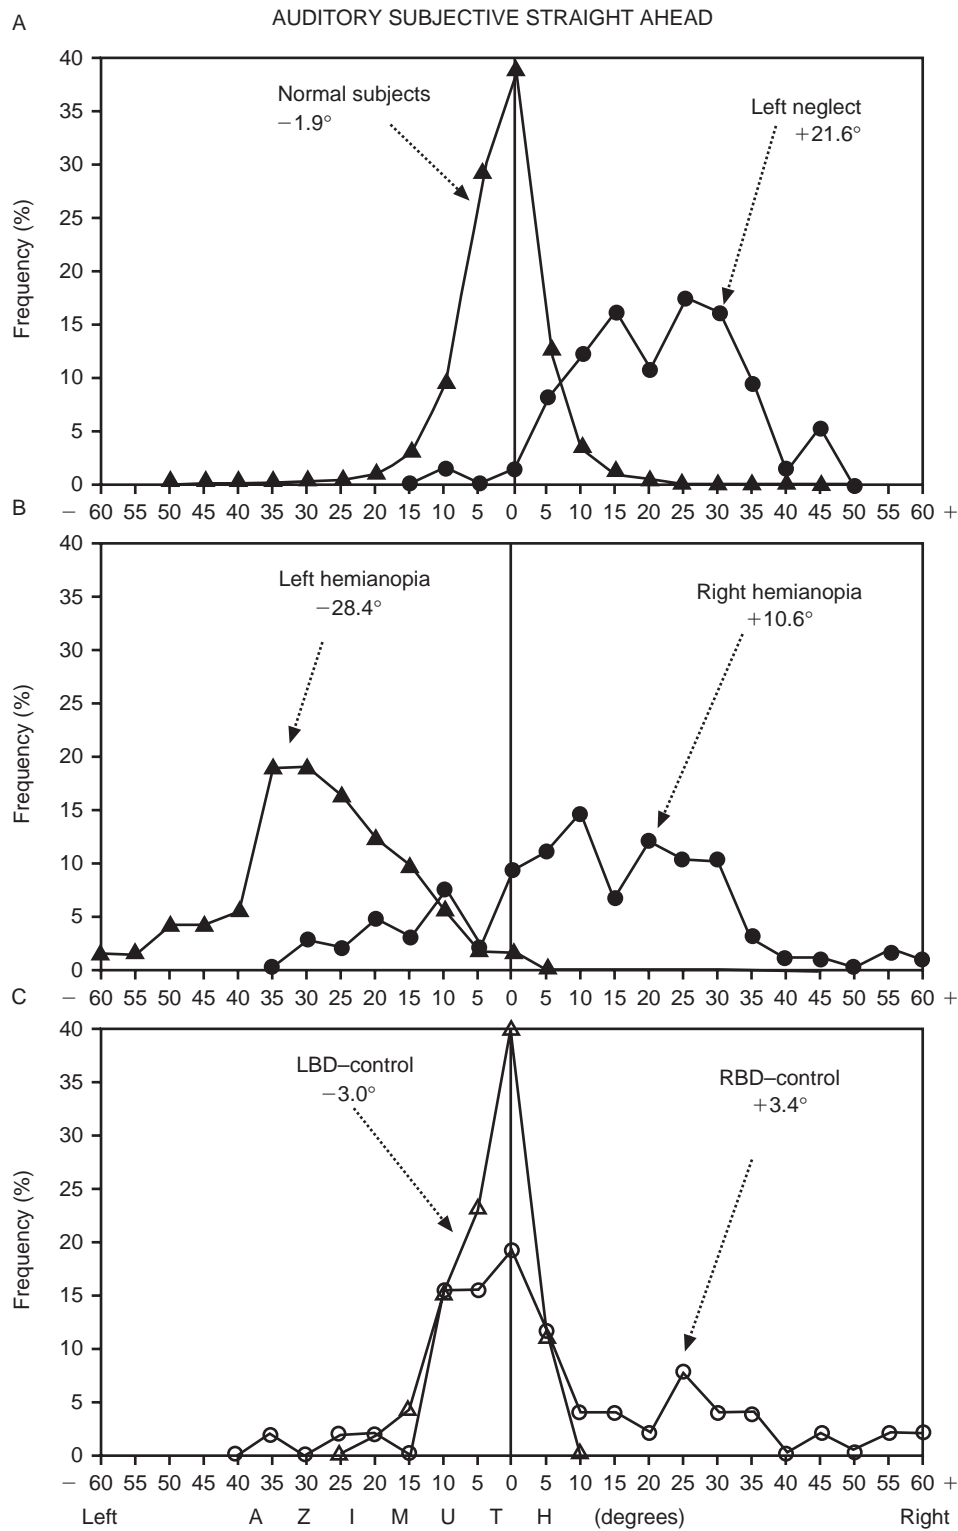 A
AUDITORY SUBJECTIVE STRAIGHT AHEAD
Frequency (%)
40
35
30
25
20
15
10
5
0
Normal subjects
−1.9°
Left neglect
+21.6°
− 60 55 50 45 40 35 30 25 20 15 10 5 0 5 10 15 20 25 30 35 40 45 50 55 60 +
B
Frequency (%)
40
35
30
25
20
15
10
5
0
Left hemianopia
−28.4°
Right hemianopia
+10.6°
− 60 55 50 45 40 35 30 25 20 15 10 5 0 5 10 15 20 25 30 35 40 45 50 55 60 +
C
Frequency (%)
40
35
30
25
20
15
10
5
0
LBD–control
−3.0°
RBD–control
+3.4°
− 60 55 50 45 40 35 30 25 20 15 10 5 0 5 10 15 20 25 30 35 40 45 50 55 60 +
Left A Z I M U T H (degrees) Right